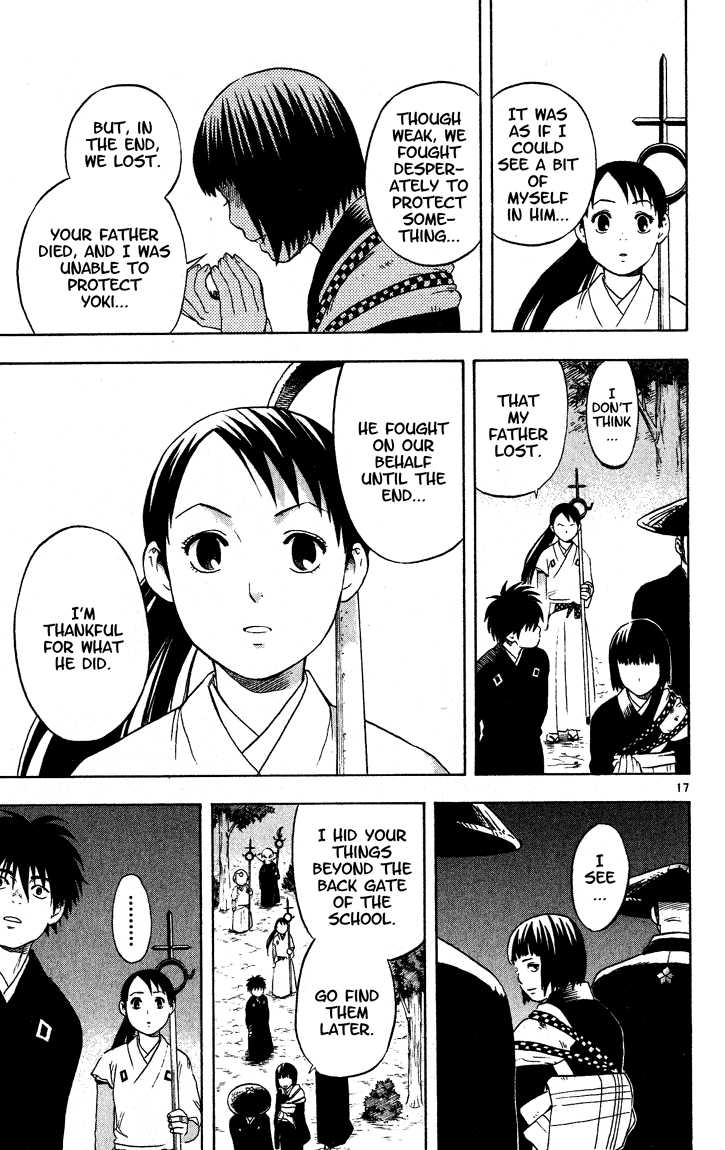 IT WAS
AS IF I
COULD
SEE A BIT
OF
MYSELF
IN HIM...
THOUGH
WEAK, WE
FOUGHT
DESPER-
ATELY TO
PROTECT
SOME-
THING...
BUT, IN
THE END,
WE LOST.
YOUR FATHER
DIED, AND I WAS
UNABLE TO
PROTECT
YOKI...
I
DON'T
THINK
...
THAT
MY
FATHER
LOST.
HE FOUGHT
ON OUR
BEHALF
UNTIL THE
END...
I'M
THANKFUL
FOR WHAT
HE DID.
17
I
SEE
...
I HID YOUR
THINGS
BEYOND THE
BACK GATE
OF THE
SCHOOL.
GO FIND
THEM
LATER.
........